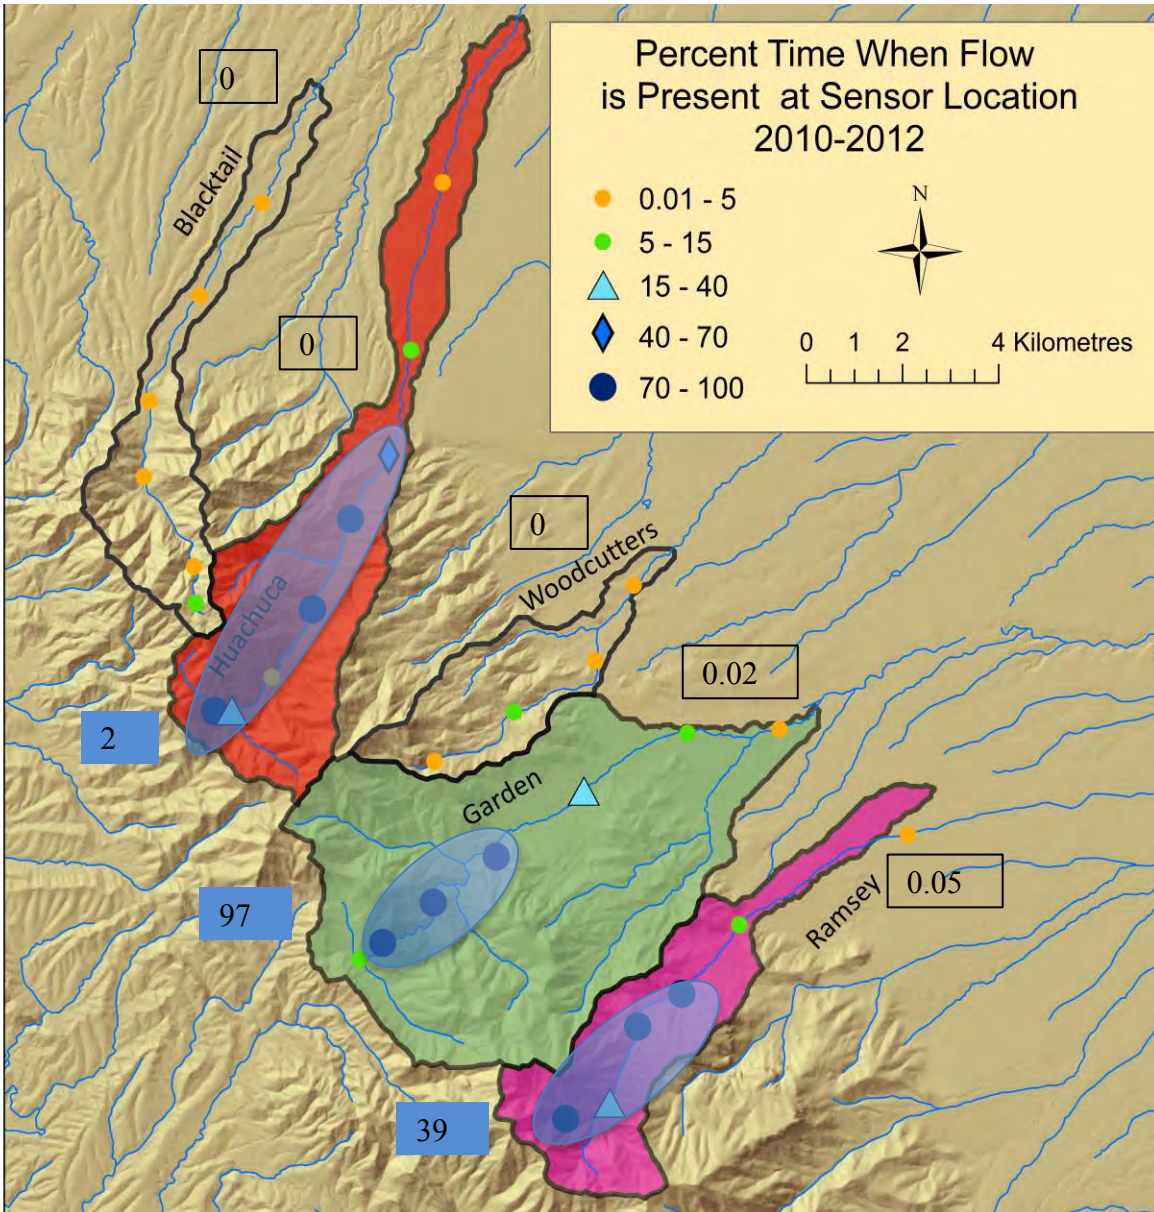 Percent Time When Flow
is Present at Sensor Location
2010-2012
0.01 - 5
5 - 15
15 - 40
40 - 70
70 - 100
N
0 1 2 4 Kilometres
0
Blacktail
0
Huachuca
0
Woodcutters
0.02
2
Garden
97
Ramsey
0.05
39